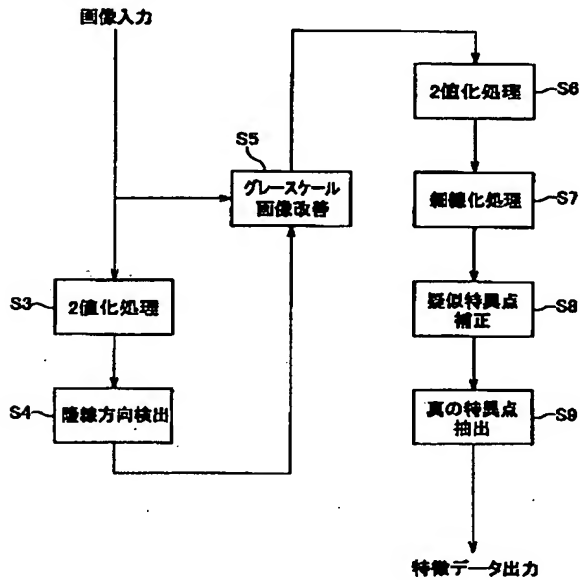 画像入力
S3
2値化処理
S4
隆線方向検出
S5
グレースケール
画像改善
S6
2値化処理
S7
細線化処理
S8
疑似特異点
補正
S9
真の特異点
抽出
特徴データ出力